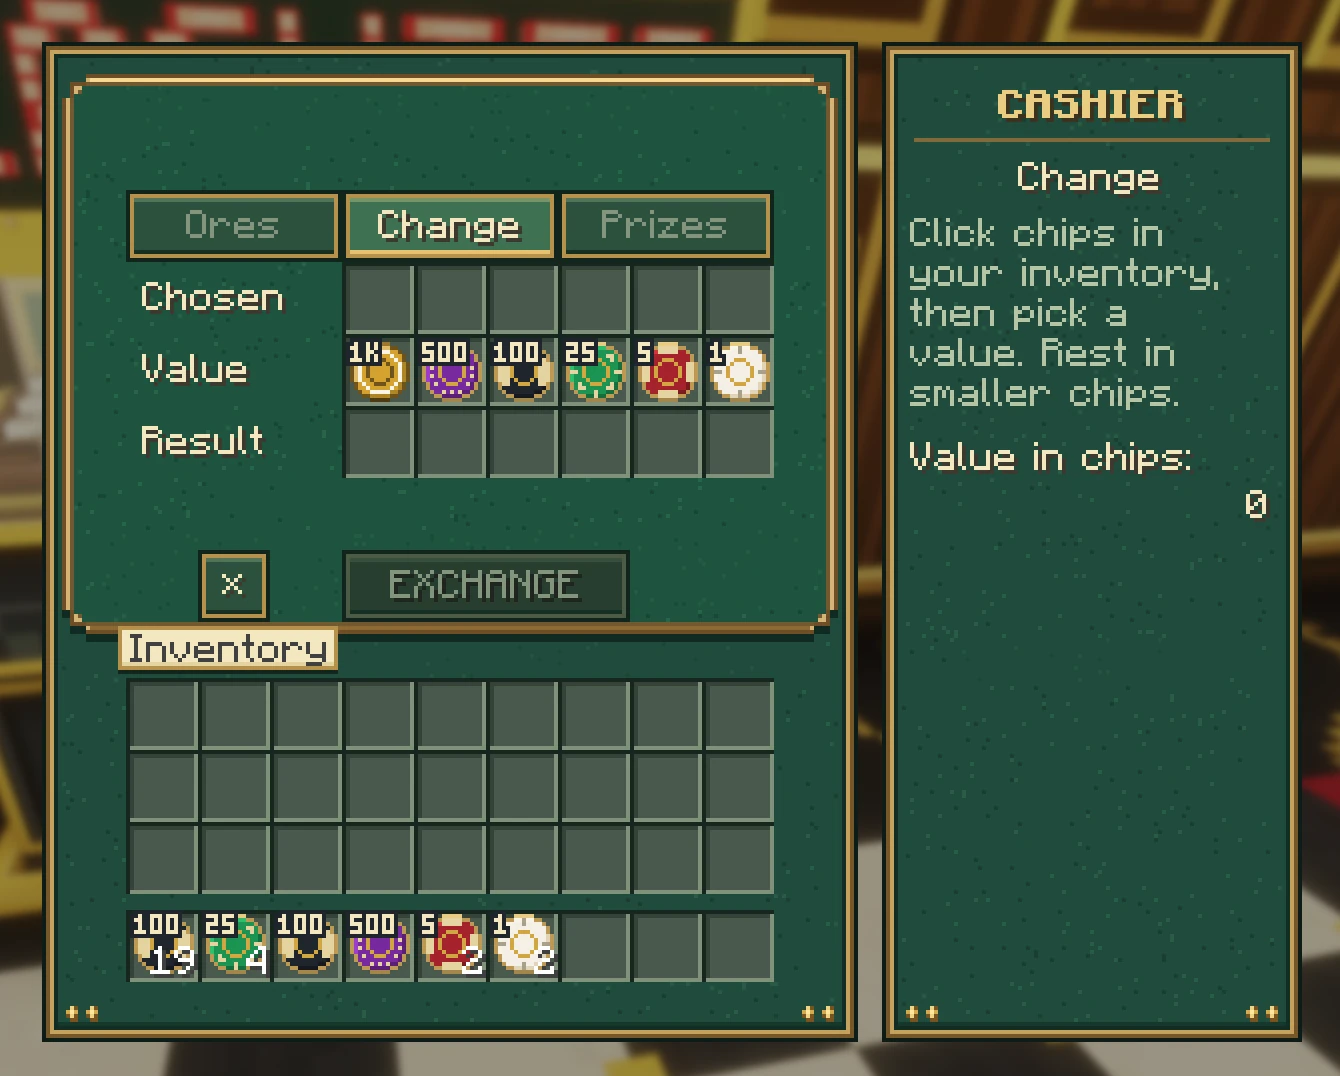 CASHIER
Change
Click chips in
your inventory,
then pick a
value. Rest in
smaller chips.
Value in chips:
0
Ores Change Prizes
Chosen
Value 1K 500 100 25 5 1
Result
x EXCHANGE
Inventory
100 25 100 500 5 1
19 4 2 2